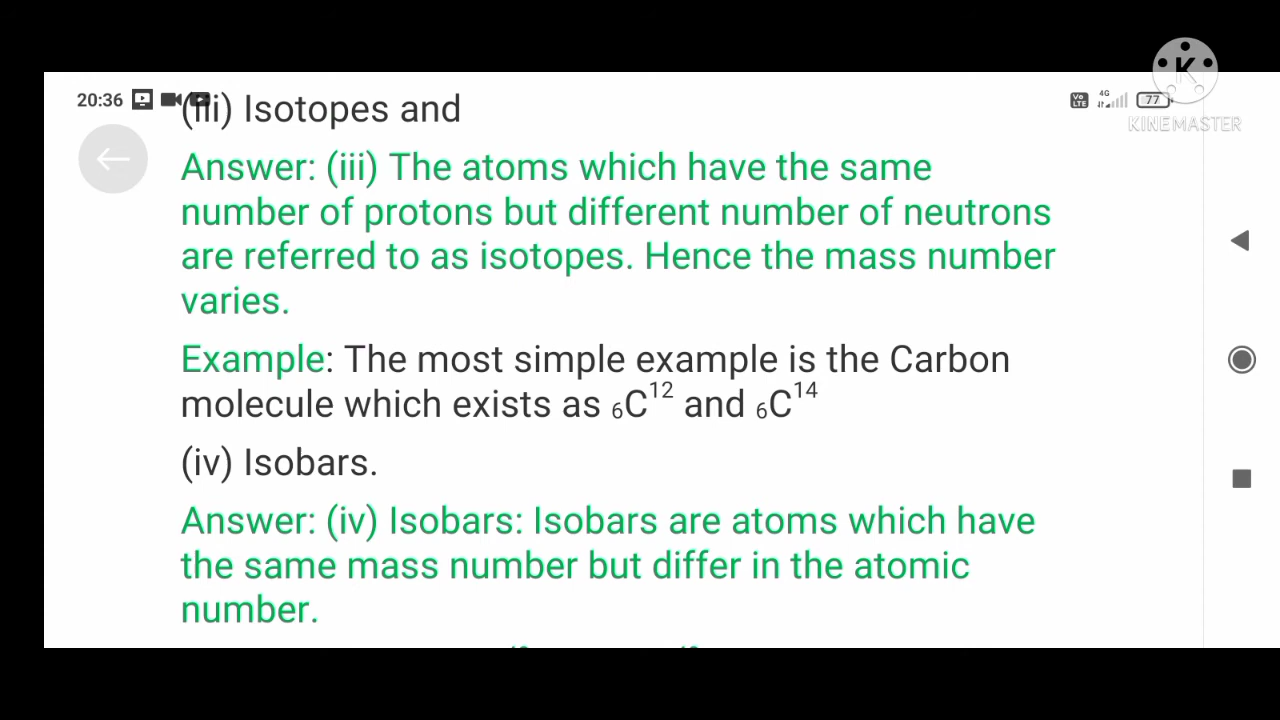 20:36
Vo LTE 4G 77
K
KINEMASTER
(iii) Isotopes and
Answer: (iii) The atoms which have the same
number of protons but different number of neutrons
are referred to as isotopes. Hence the mass number
varies.
Example: The most simple example is the Carbon
molecule which exists as ₆C¹² and ₆C¹⁴
(iv) Isobars.
Answer: (iv) Isobars: Isobars are atoms which have
the same mass number but differ in the atomic
number.